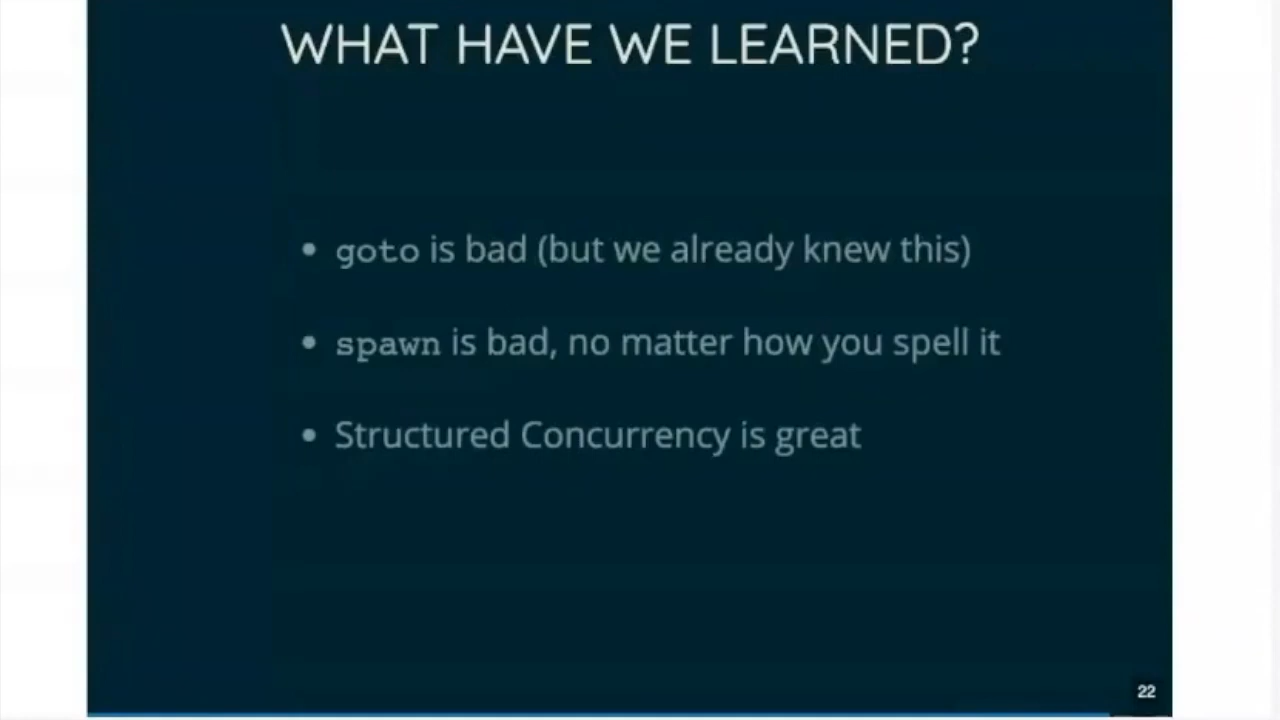 WHAT HAVE WE LEARNED?
• goto is bad (but we already knew this)
• spawn is bad, no matter how you spell it
• Structured Concurrency is great
22